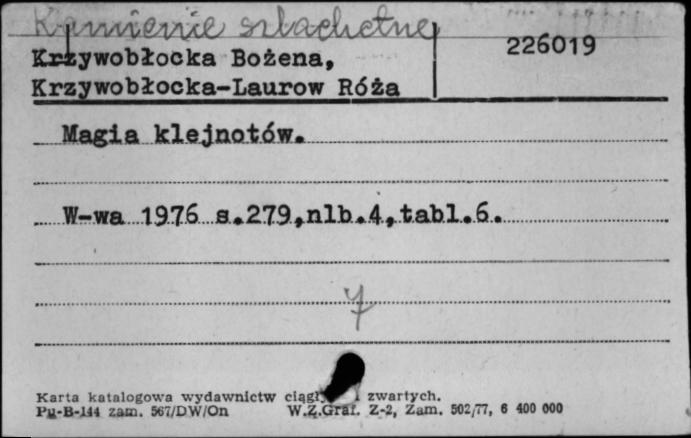 Kamienie szlachetne
Krzywobłocka Bożena,
226019
Krzywobłocka-Laurow Róża
Magia klejnotów.
W-wa 1976 s.279,nlb.4,tabl.6.
7
Karta katalogowa wydawnictw zwartych.
Pu-B-144 zam. 567/DW/On W.Z.Graf. Z-2, Zam. 502/77, 6 400 000